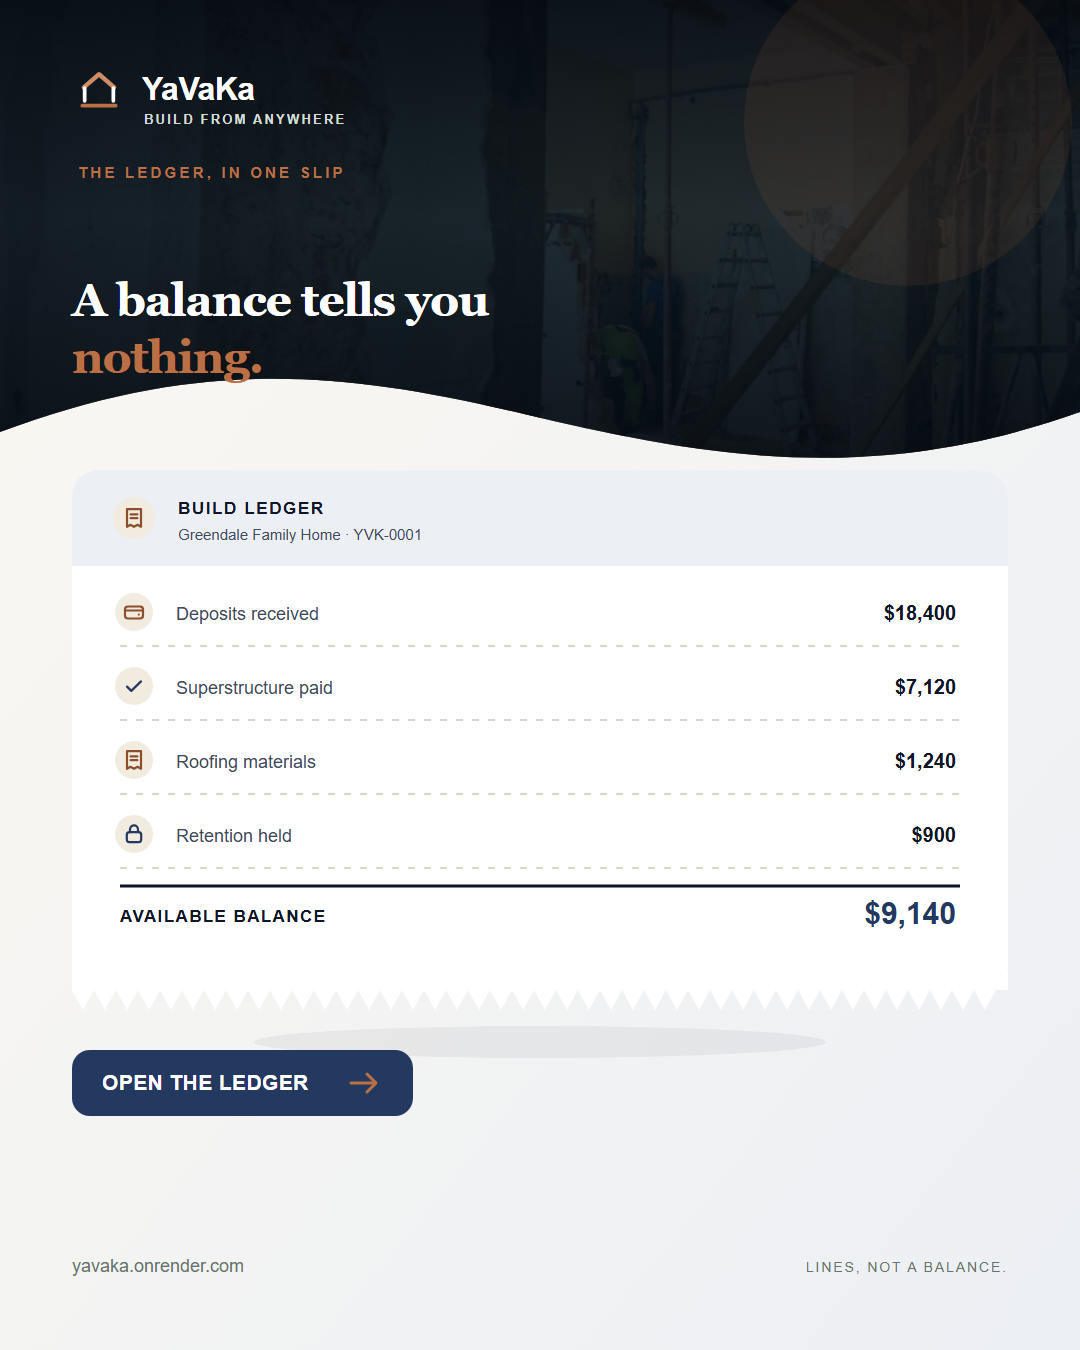 YaVaKa
BUILD FROM ANYWHERE
THE LEDGER, IN ONE SLIP
A balance tells you
nothing.
BUILD LEDGER
Greendale Family Home · YVK-0001
Deposits received $18,400
Superstructure paid $7,120
Roofing materials $1,240
Retention held $900
AVAILABLE BALANCE $9,140
OPEN THE LEDGER
yavaka.onrender.com
LINES, NOT A BALANCE.